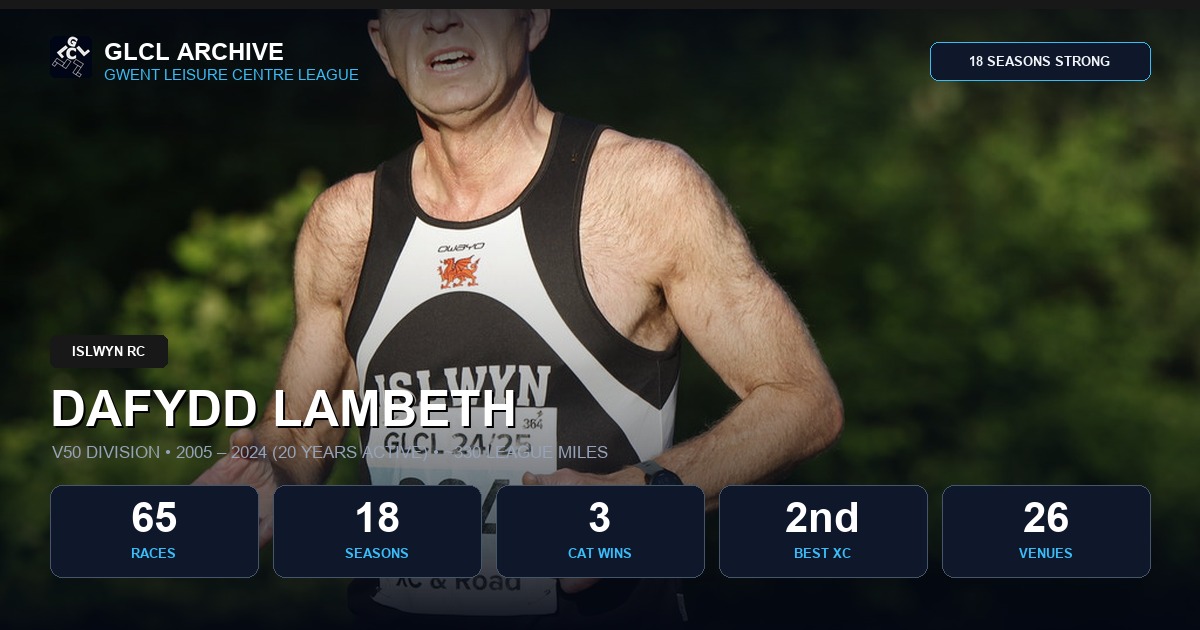 GLCL ARCHIVE
GWENT LEISURE CENTRE LEAGUE
18 SEASONS STRONG
OWAYO
ISLWYN RC
ISLWYN
DAFYDD LAMBETH
364
GLCL 24/25
V50 DIVISION • 2005 – 2024 (20 YEARS ACTIVE) • ~330 LEAGUE MILES
65
RACES
18
SEASONS
3
CAT WINS
2nd
BEST XC
26
VENUES
XC & Road